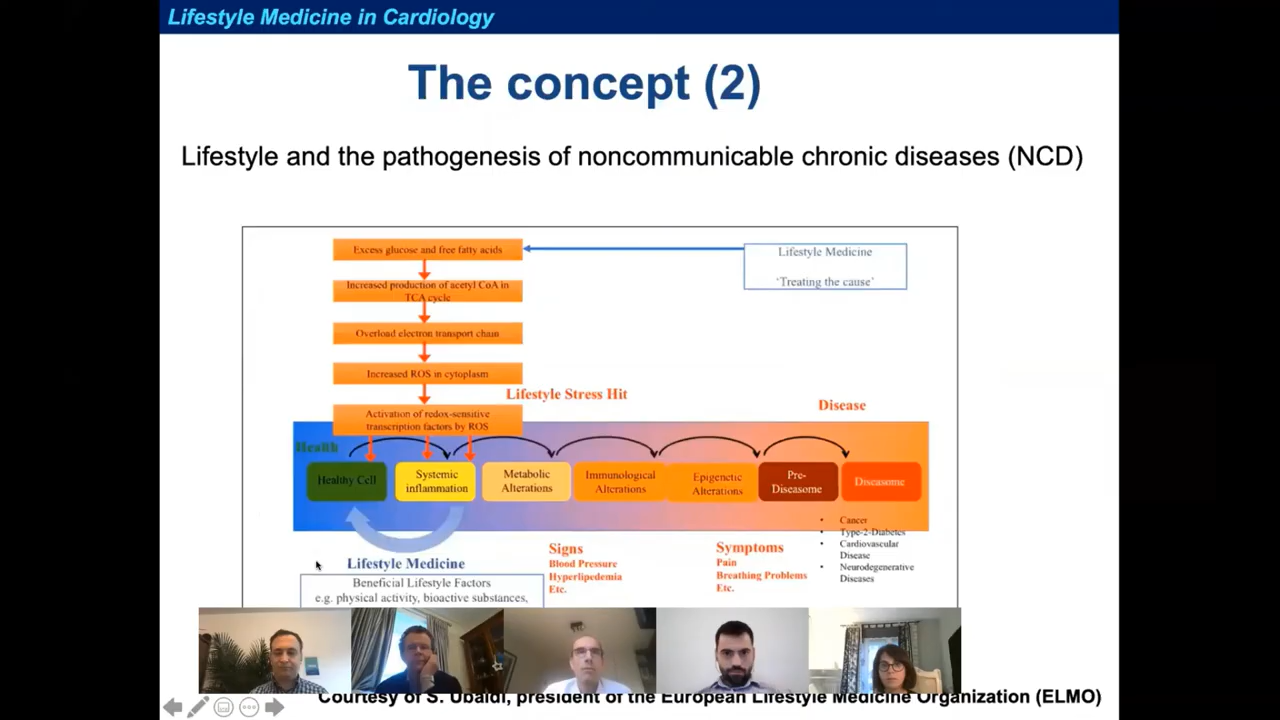 Lifestyle Medicine in Cardiology
The concept (2)
Lifestyle and the pathogenesis of noncommunicable chronic diseases (NCD)
Excess glucose and free fatty acids
Lifestyle Medicine
'Treating the cause'
Increased production of acetyl CoA in
TCA cycle
Overload electron transport chain
Increased ROS in cytoplasm
Lifestyle Stress Hit
Disease
Activation of redox-sensitive
transcription factors by ROS
Health
Healthy Cell
Systemic
inflammation
Metabolic
Alterations
Immunological
Alterations
Epigenetic
Alterations
Pre-
Diseasome
Diseasome
• Cancer
• Type-2-Diabetes
• Cardiovascular
Disease
• Neurodegenerative
Diseases
Signs
Blood Pressure
Hyperlipedemia
Etc.
Symptoms
Pain
Breathing Problems
Etc.
Lifestyle Medicine
Beneficial Lifestyle Factors
e.g. physical activity, bioactive substances,
Courtesy of S. Ubaldi, president of the European Lifestyle Medicine Organization (ELMO)